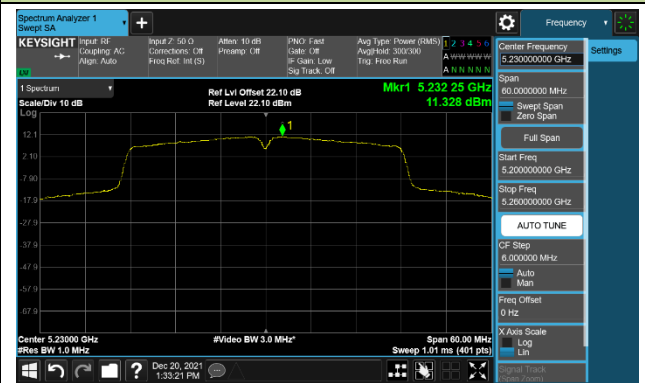 Spectrum Analyzer 1
Swept SA
Frequency
KEYSIGHT
Input: RF
Coupling: AC
Align: Auto
Input Z: 50 Ω
Corrections: Off
Freq Ref: Int (S)
Atten: 10 dB
Preamp: Off
PNO: Fast
Gate: Off
IF Gain: Low
Sig Track: Off
Avg Type: Power (RMS)
Avg|Hold: 300/300
Trig: Free Run
1 2 3 4 5 6
A W W W W W
A N N N N N
1 Spectrum
Scale/Div 10 dB
Log
Ref Lvl Offset 22.10 dB
Ref Level 22.10 dBm
Mkr1 5.232 25 GHz
11.328 dBm
1
12.1
2.10
-7.90
-17.9
-27.9
-37.9
-47.9
-57.9
-67.9
Center 5.23000 GHz
#Res BW 1.0 MHz
#Video BW 3.0 MHz*
Span 60.00 MHz
Sweep 1.01 ms (401 pts)
Center Frequency
5.230000000 GHz
Settings
Span
60.0000000 MHz
Swept Span
Zero Span
Full Span
Start Freq
5.200000000 GHz
Stop Freq
5.260000000 GHz
AUTO TUNE
CF Step
6.000000 MHz
Auto
Man
Freq Offset
0 Hz
X Axis Scale
Log
Lin
Signal Track
(Span Zoom)
?
Dec 20, 2021
1:33:21 PM